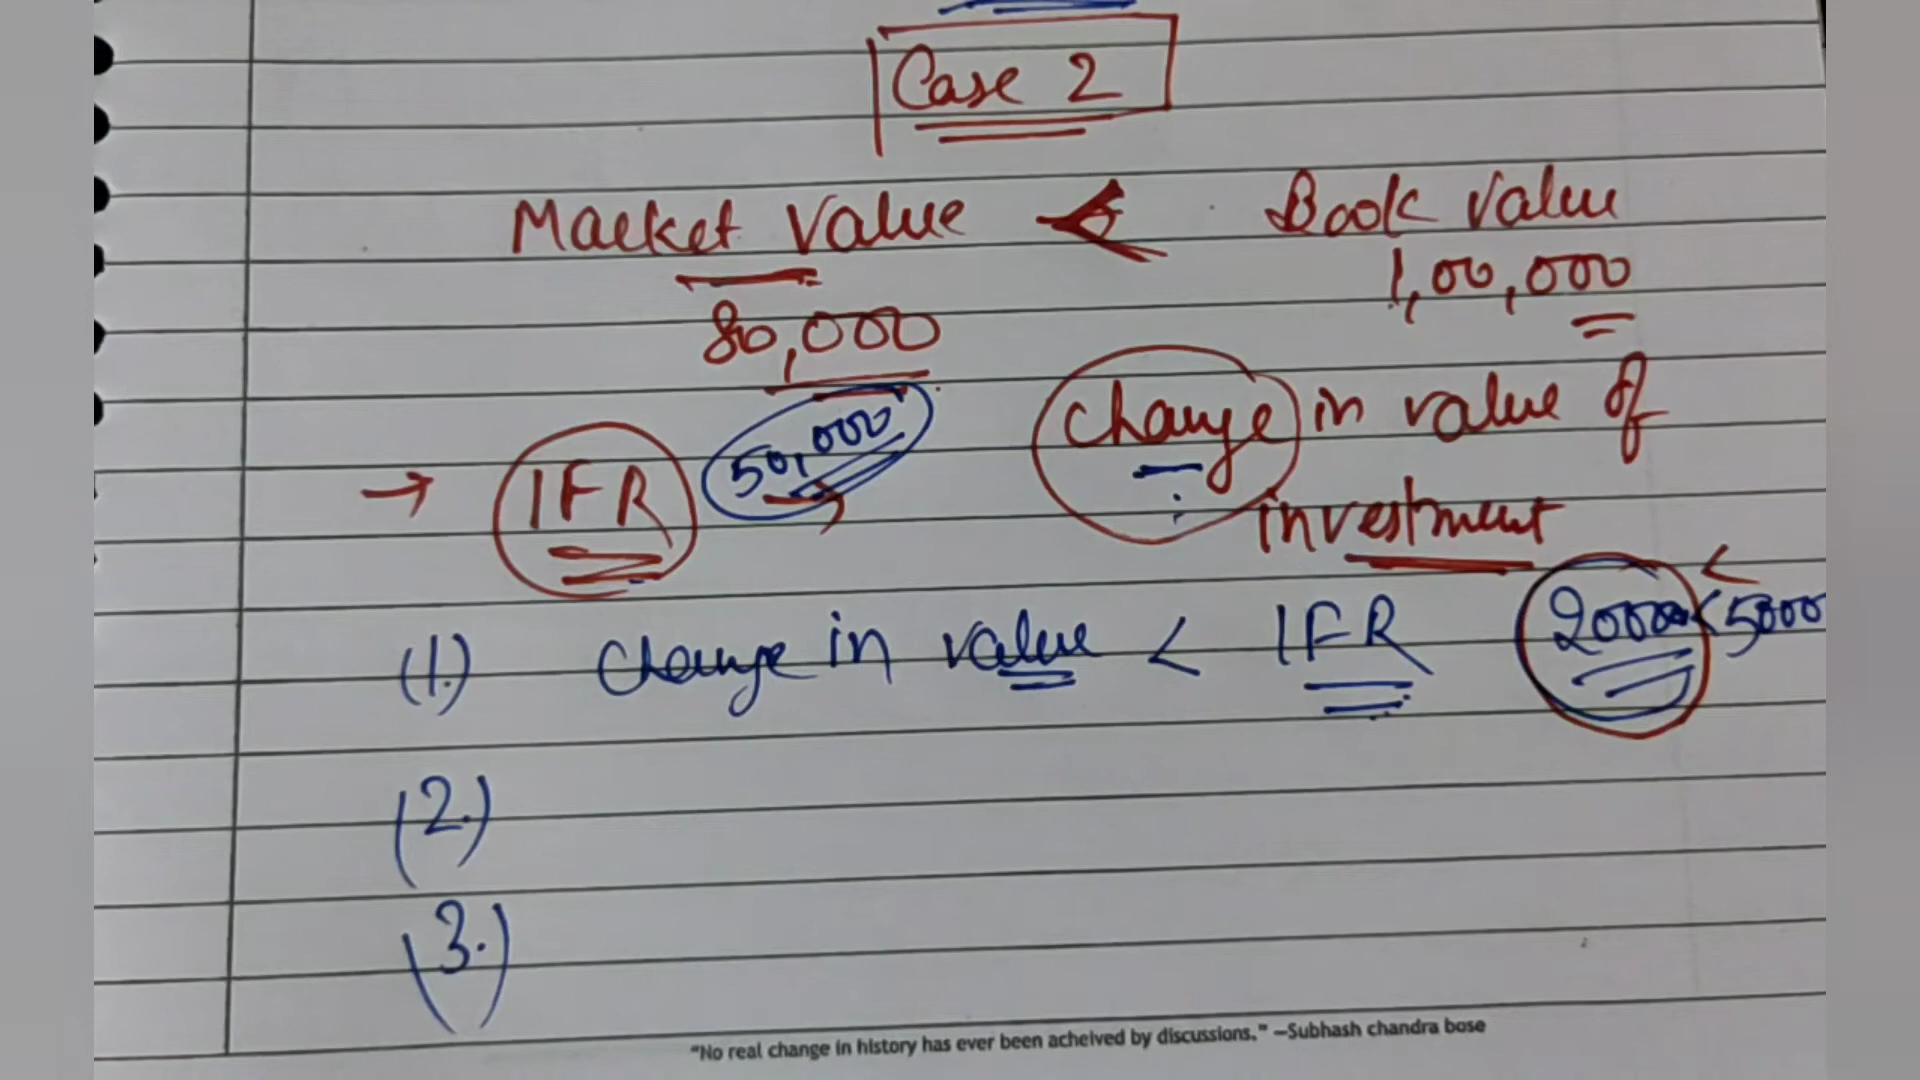 Case 2
Market Value < Book Value
80,000 1,00,000
→ IFR 50,000 change in value of
investment
(1.) Change in value < IFR 20000 < 50000
(2.)
(3.)
"No real change in history has ever been acheived by discussions." —Subhash chandra bose